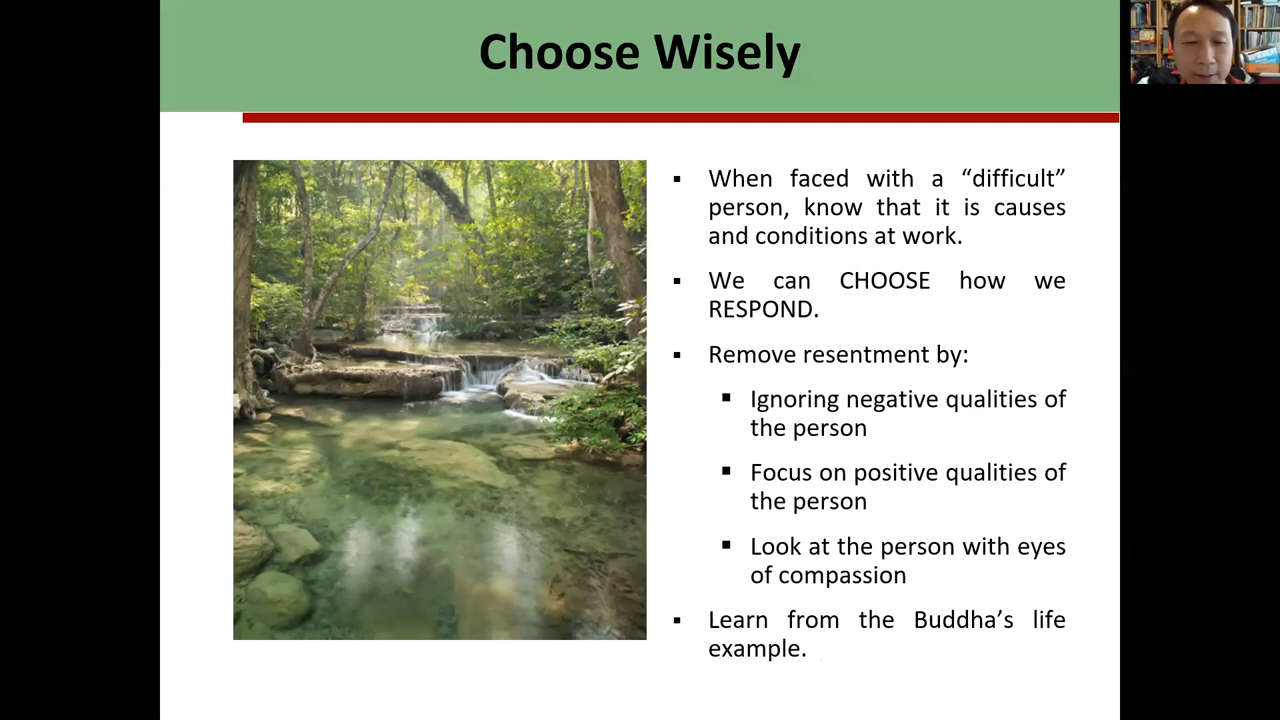 Choose Wisely
▪ When faced with a “difficult”
person, know that it is causes
and conditions at work.
▪ We can CHOOSE how we
RESPOND.
▪ Remove resentment by:
▪ Ignoring negative qualities of
the person
▪ Focus on positive qualities of
the person
▪ Look at the person with eyes
of compassion
▪ Learn from the Buddha’s life
example.